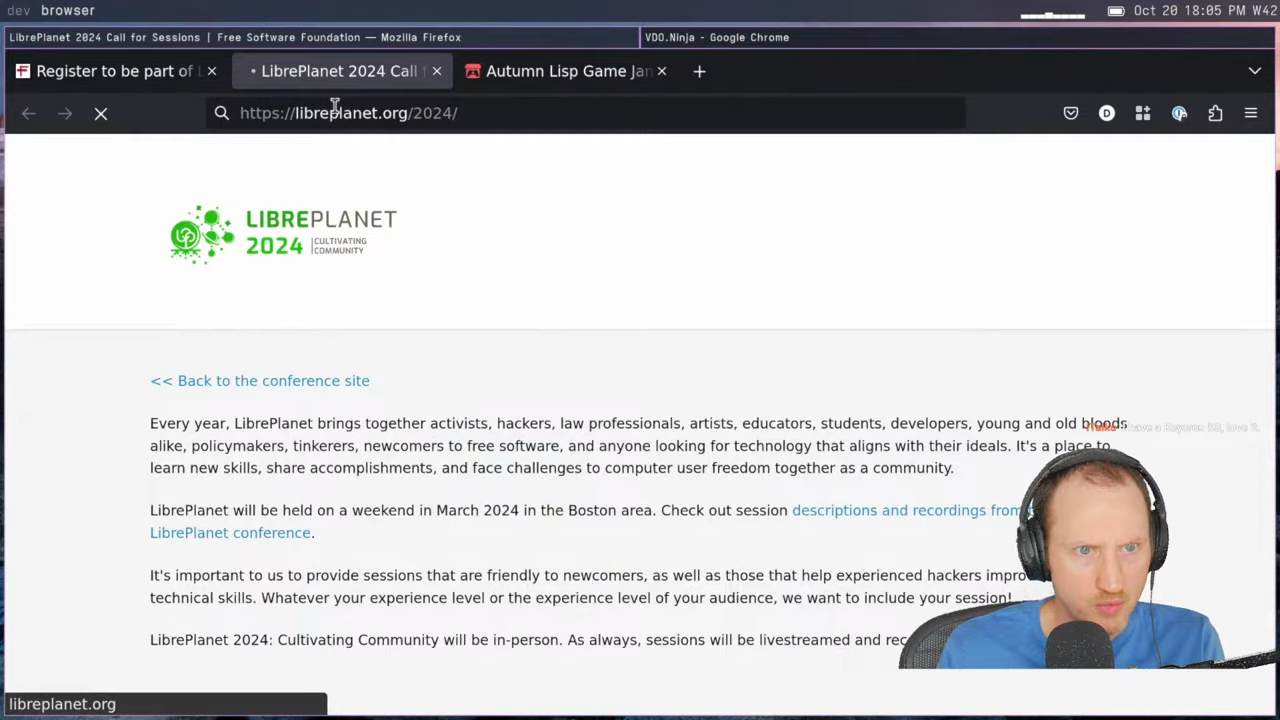 dev browser
Oct 20 18:05 PM W42
LibrePlanet 2024 Call for Sessions | Free Software Foundation — Mozilla Firefox
VDO.Ninja - Google Chrome
Register to be part of L
LibrePlanet 2024 Call f
Autumn Lisp Game Jam
https://libreplanet.org/2024/
LIBREPLANET
2024 | CULTIVATING
COMMUNITY
<< Back to the conference site
Every year, LibrePlanet brings together activists, hackers, law professionals, artists, educators, students, developers, young and old bloods
alike, policymakers, tinkerers, newcomers to free software, and anyone looking for technology that aligns with their ideals. It's a place to
learn new skills, share accomplishments, and face challenges to computer user freedom together as a community.
have a Keyorn 80, love it.
LibrePlanet will be held on a weekend in March 2024 in the Boston area. Check out session descriptions and recordings from
LibrePlanet conference.
It's important to us to provide sessions that are friendly to newcomers, as well as those that help experienced hackers impro
technical skills. Whatever your experience level or the experience level of your audience, we want to include your session!
LibrePlanet 2024: Cultivating Community will be in-person. As always, sessions will be livestreamed and rec
libreplanet.org